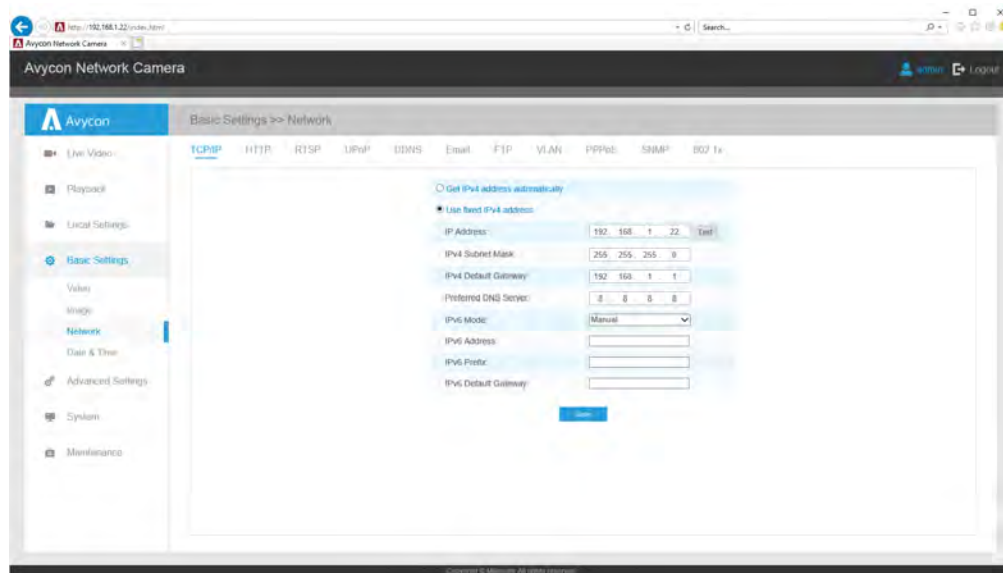 http://192.168.1.22/index.html
Search...
Avycon Network Camera
Avycon Network Camera
admin
Logout
Avycon
Basic Settings >> Network
Live Video
TCP/IP HTTP RTSP UPnP DDNS Email FTP VLAN PPPoE SNMP 802.1x
Playback
Get IPv4 address automatically
Use fixed IPv4 address
Local Settings
IP Address: 192 . 168 . 1 . 22 Test
IPv4 Subnet Mask: 255 . 255 . 255 . 0
Basic Settings
IPv4 Default Gateway: 192 . 168 . 1 . 1
Video
Preferred DNS Server: 8 . 8 . 8 . 8
Image
IPv6 Mode: Manual
Network
IPv6 Address:
Date & Time
IPv6 Prefix:
Advanced Settings
IPv6 Default Gateway:
System
Save
Maintenance
Copyright © Milesight. All rights reserved.